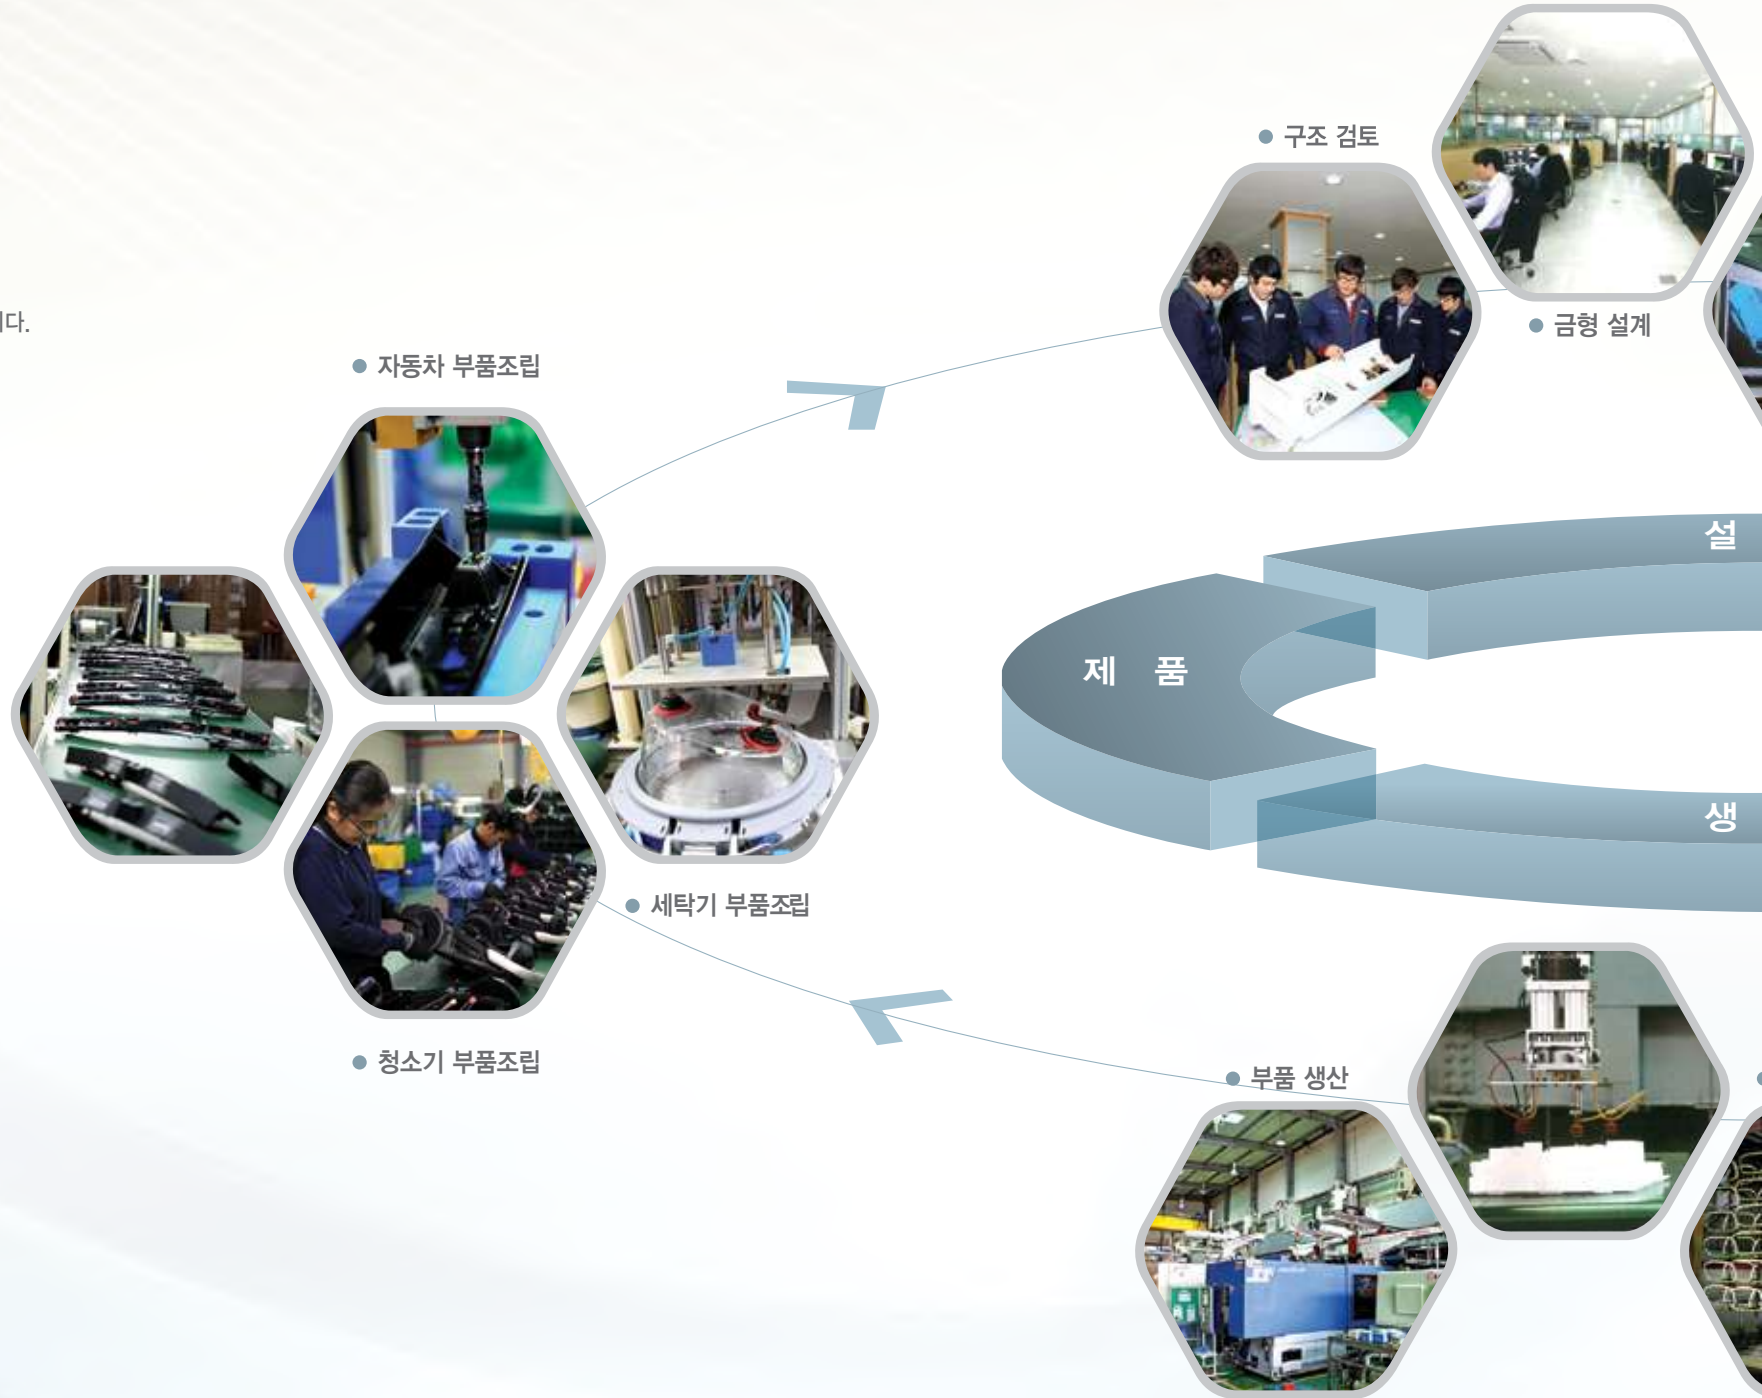 구조 검토
금형 설계
니다.
자동차 부품조립
설
제 품
생
세탁기 부품조립
청소기 부품조립
부품 생산